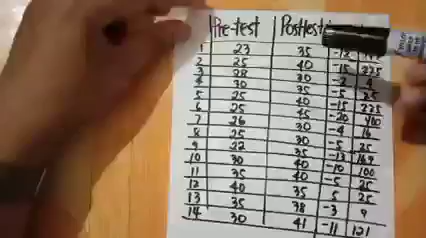 Pre-test Posttest
1 23 35 -12
2 25 40 -15 225
3 28 30 -2 4
4 30 35 -5 25
5 25 40 -15 225
6 25 45 -20 400
7 26 30 -4 16
8 25 30 -5 25
9 22 35 -13 169
10 30 40 -10 100
11 35 40 -5 25
12 40 35 5 25
13 35 38 -3 9
14 30 41 -11 121